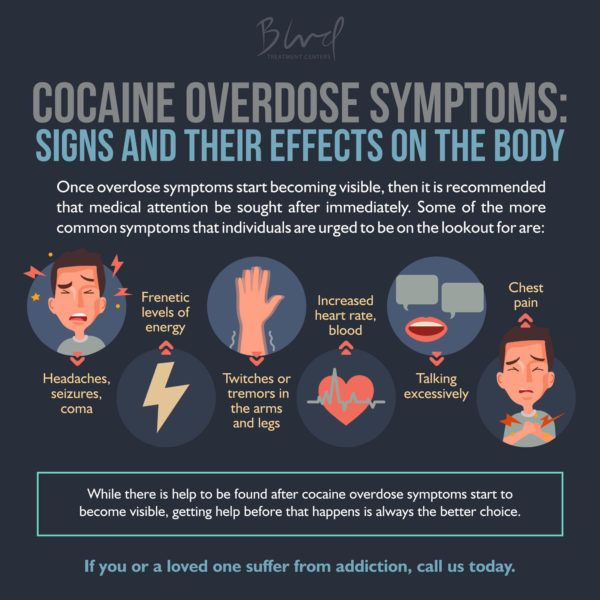 Blvd
TREATMENT CENTERS
COCAINE OVERDOSE SYMPTOMS:
SIGNS AND THEIR EFFECTS ON THE BODY
Once overdose symptoms start becoming visible, then it is recommended
that medical attention be sought after immediately. Some of the more
common symptoms that individuals are urged to be on the lookout for are:
Headaches,
seizures,
coma
Frenetic
levels of
energy
Twitches or
tremors in
the arms
and legs
Increased
heart rate,
blood
Talking
excessively
Chest
pain
While there is help to be found after cocaine overdose symptoms start to
become visible, getting help before that happens is always the better choice.
If you or a loved one suffer from addiction, call us today.